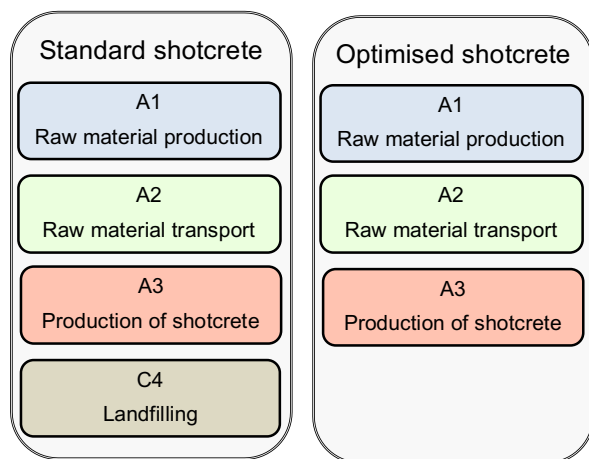 Standard shotcrete
A1
Raw material production
A2
Raw material transport
A3
Production of shotcrete
C4
Landfilling
Optimised shotcrete
A1
Raw material production
A2
Raw material transport
A3
Production of shotcrete